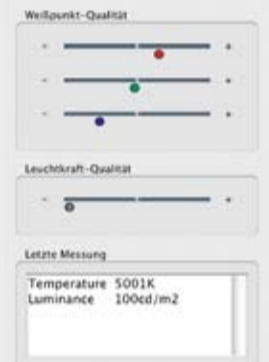 Weißpunkt-Qualität
- +
- +
- +
Leuchtkraft-Qualität
- +
Letzte Messung
Temperature 5001K
Luminance 100cd/m2